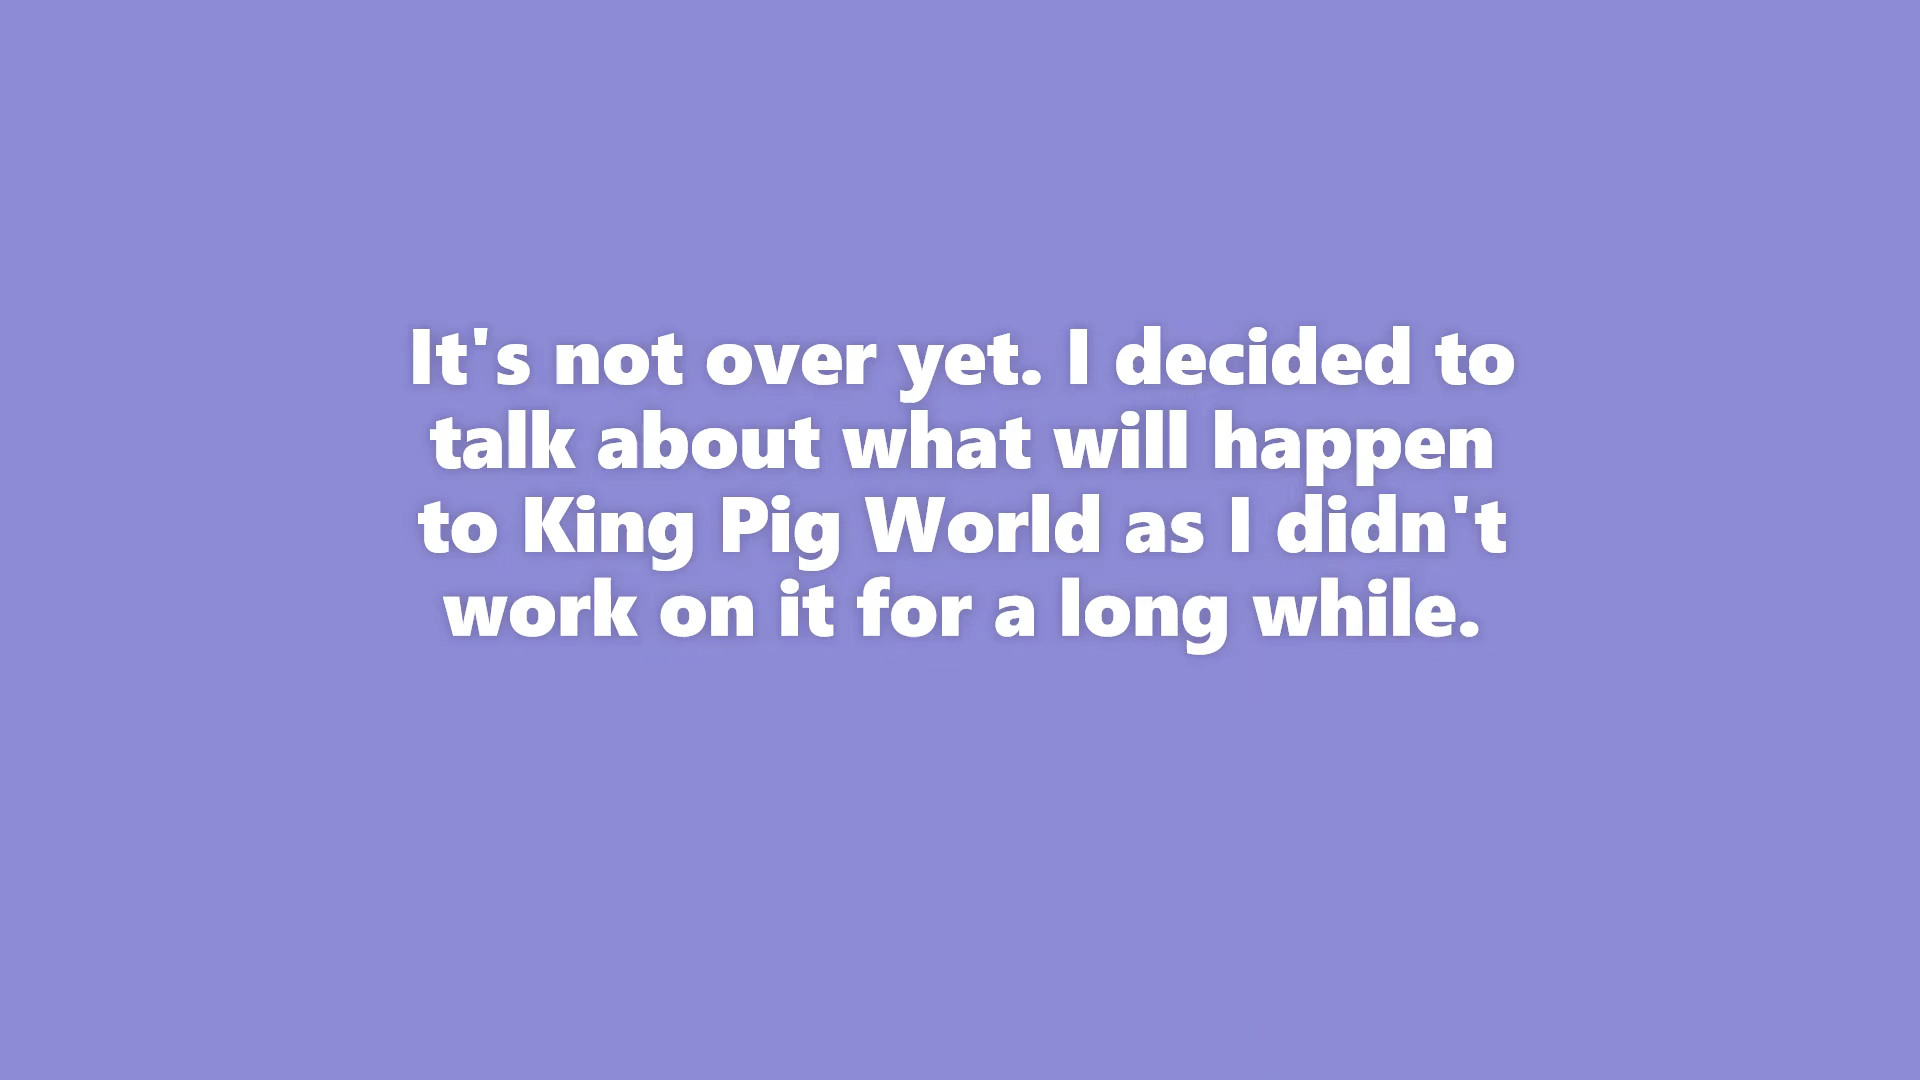 It's not over yet. I decided to
talk about what will happen
to King Pig World as I didn't
work on it for a long while.